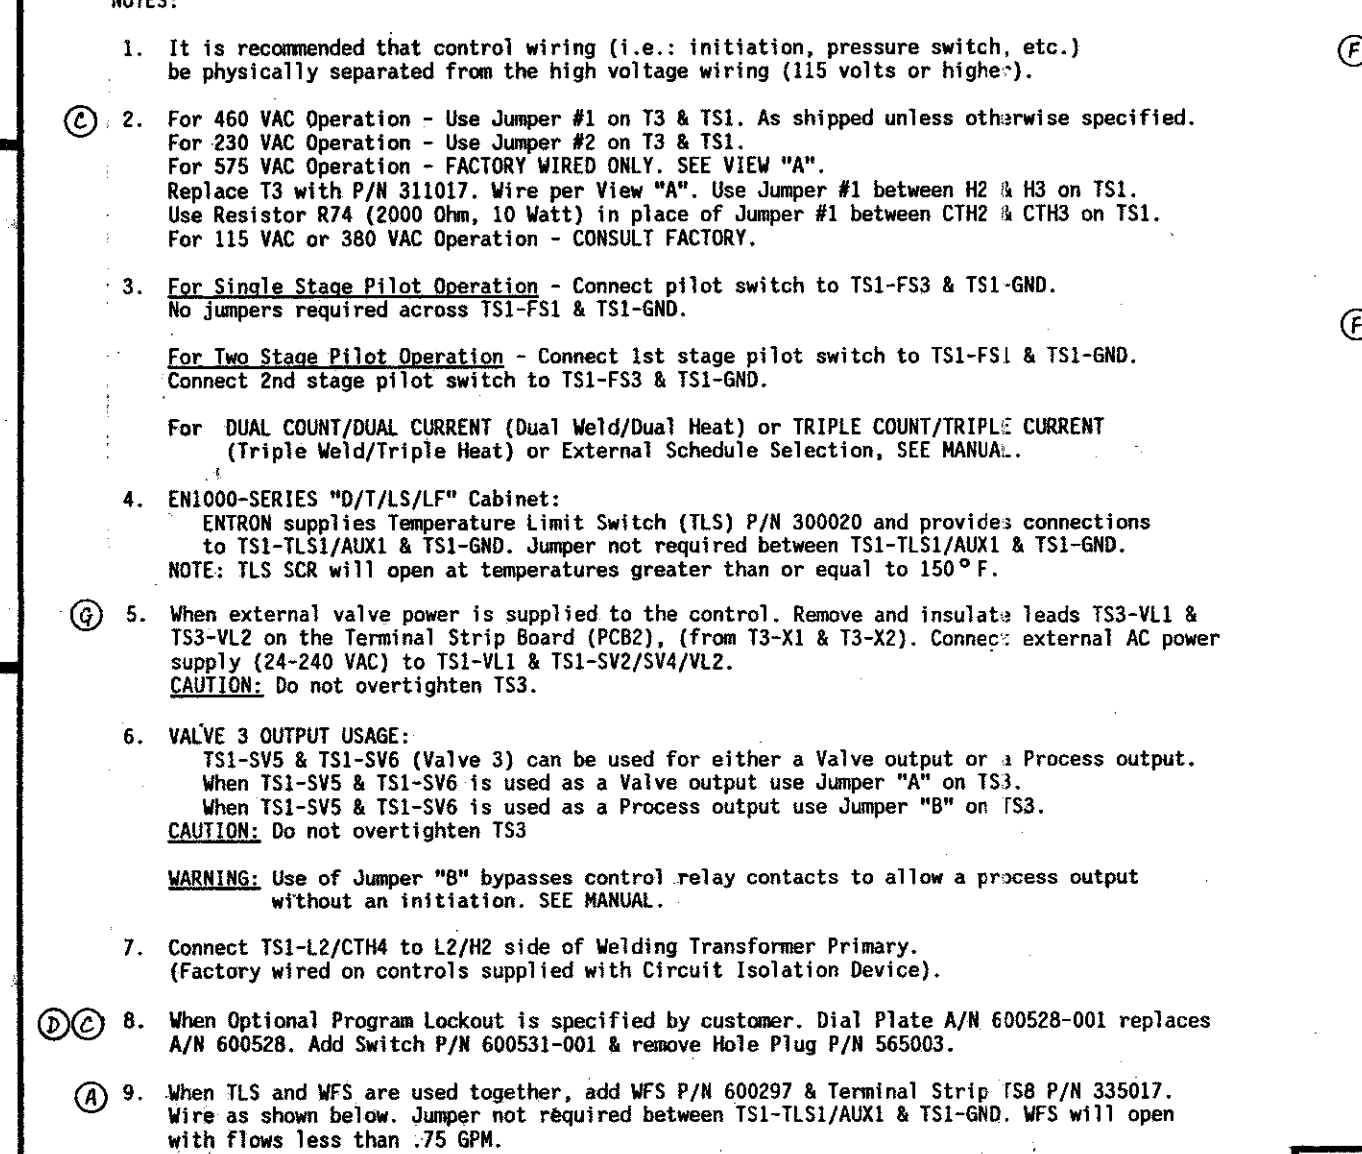 NOTES:
1. It is recommended that control wiring (i.e.: initiation, pressure switch, etc.)
be physically separated from the high voltage wiring (115 volts or higher).
(C) 2. For 460 VAC Operation - Use Jumper #1 on T3 & TS1. As shipped unless otherwise specified.
For 230 VAC Operation - Use Jumper #2 on T3 & TS1.
For 575 VAC Operation - FACTORY WIRED ONLY. SEE VIEW "A".
Replace T3 with P/N 311017. Wire per View "A". Use Jumper #1 between H2 & H3 on TS1.
Use Resistor R74 (2000 Ohm, 10 Watt) in place of Jumper #1 between CTH2 & CTH3 on TS1.
For 115 VAC or 380 VAC Operation - CONSULT FACTORY.
3. For Single Stage Pilot Operation - Connect pilot switch to TS1-FS3 & TS1-GND.
No jumpers required across TS1-FS1 & TS1-GND.
For Two Stage Pilot Operation - Connect 1st stage pilot switch to TS1-FS1 & TS1-GND.
Connect 2nd stage pilot switch to TS1-FS3 & TS1-GND.
For DUAL COUNT/DUAL CURRENT (Dual Weld/Dual Heat) or TRIPLE COUNT/TRIPLE CURRENT
(Triple Weld/Triple Heat) or External Schedule Selection, SEE MANUAL.
4. EN1000-SERIES "D/T/LS/LF" Cabinet:
ENTRON supplies Temperature Limit Switch (TLS) P/N 300020 and provides connections
to TS1-TLS1/AUX1 & TS1-GND. Jumper not required between TS1-TLS1/AUX1 & TS1-GND.
NOTE: TLS SCR will open at temperatures greater than or equal to 150° F.
(G) 5. When external valve power is supplied to the control. Remove and insulate leads TS3-VL1 &
TS3-VL2 on the Terminal Strip Board (PCB2), (from T3-X1 & T3-X2). Connect external AC power
supply (24-240 VAC) to TS1-VL1 & TS1-SV2/SV4/VL2.
CAUTION: Do not overtighten TS3.
6. VALVE 3 OUTPUT USAGE:
TS1-SV5 & TS1-SV6 (Valve 3) can be used for either a Valve output or a Process output.
When TS1-SV5 & TS1-SV6 is used as a Valve output use Jumper "A" on TS3.
When TS1-SV5 & TS1-SV6 is used as a Process output use Jumper "B" on TS3.
CAUTION: Do not overtighten TS3
WARNING: Use of Jumper "B" bypasses control relay contacts to allow a process output
without an initiation. SEE MANUAL.
7. Connect TS1-L2/CTH4 to L2/H2 side of Welding Transformer Primary.
(Factory wired on controls supplied with Circuit Isolation Device).
(D)(C) 8. When Optional Program Lockout is specified by customer. Dial Plate A/N 600528-001 replaces
A/N 600528. Add Switch P/N 600531-001 & remove Hole Plug P/N 565003.
(A) 9. When TLS and WFS are used together, add WFS P/N 600297 & Terminal Strip TS8 P/N 335017.
Wire as shown below. Jumper not required between TS1-TLS1/AUX1 & TS1-GND. WFS will open
with flows less than .75 GPM.
(F
(F